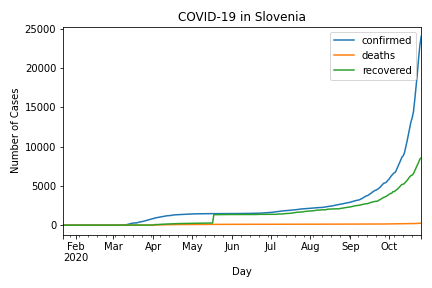 COVID-19 in Slovenia
25000
20000
15000
10000
5000
0
Number of Cases
confirmed
deaths
recovered
Feb Mar Apr May Jun Jul Aug Sep Oct
2020
Day